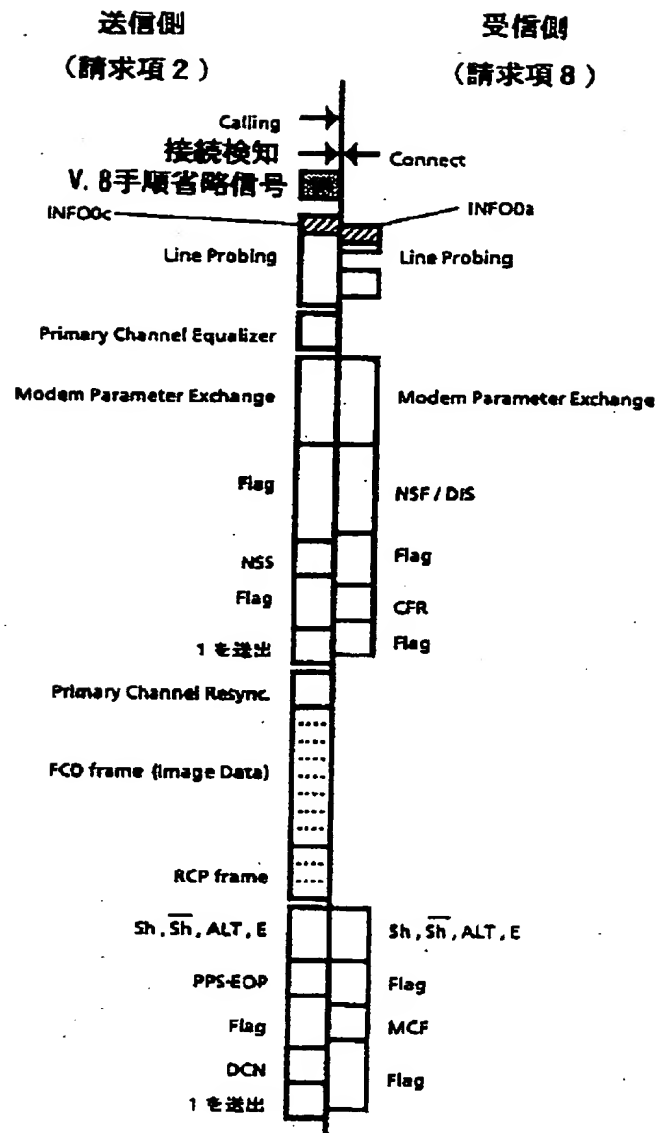 送信側
（請求項２）
受信側
（請求項８）
Calling
接続検知
Connect
V. 8手順省略信号
INFO0c
INFO0a
Line Probing
Line Probing
Primary Channel Equalizer
Modem Parameter Exchange
Modem Parameter Exchange
Flag
NSF / DIS
NSS
Flag
Flag
CFR
1 を送出
Flag
Primary Channel Resync.
FCD frame (Image Data)
RCP frame
Sh , S̅h̅ , ALT , E
Sh , S̅h̅ , ALT , E
PPS-EOP
Flag
Flag
MCF
DCN
Flag
1 を送出